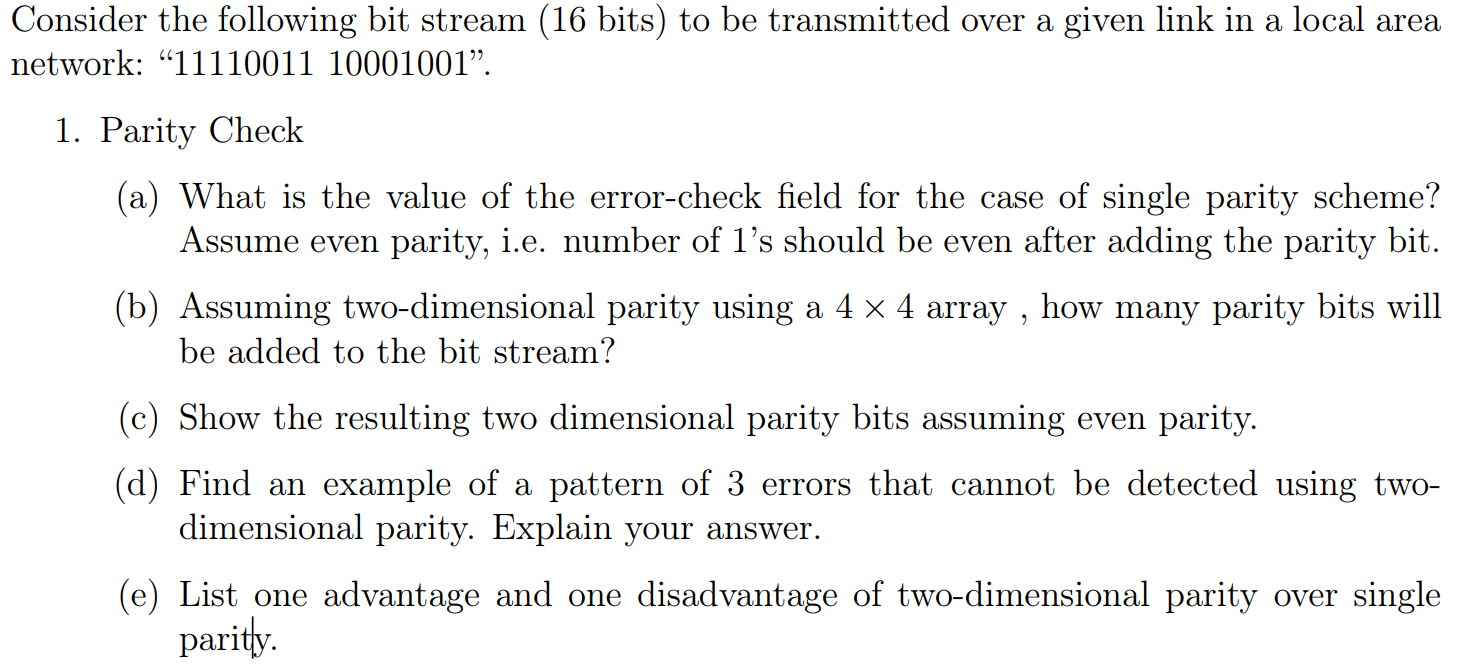 Consider the following bit stream (16 bits) to be transmitted over a given link in a local area
network: “11110011 10001001”.
1. Parity Check
(a) What is the value of the error-check field for the case of single parity scheme?
Assume even parity, i.e. number of 1’s should be even after adding the parity bit.
(b) Assuming two-dimensional parity using a 4 × 4 array , how many parity bits will
be added to the bit stream?
(c) Show the resulting two dimensional parity bits assuming even parity.
(d) Find an example of a pattern of 3 errors that cannot be detected using two-
dimensional parity. Explain your answer.
(e) List one advantage and one disadvantage of two-dimensional parity over single
parity.